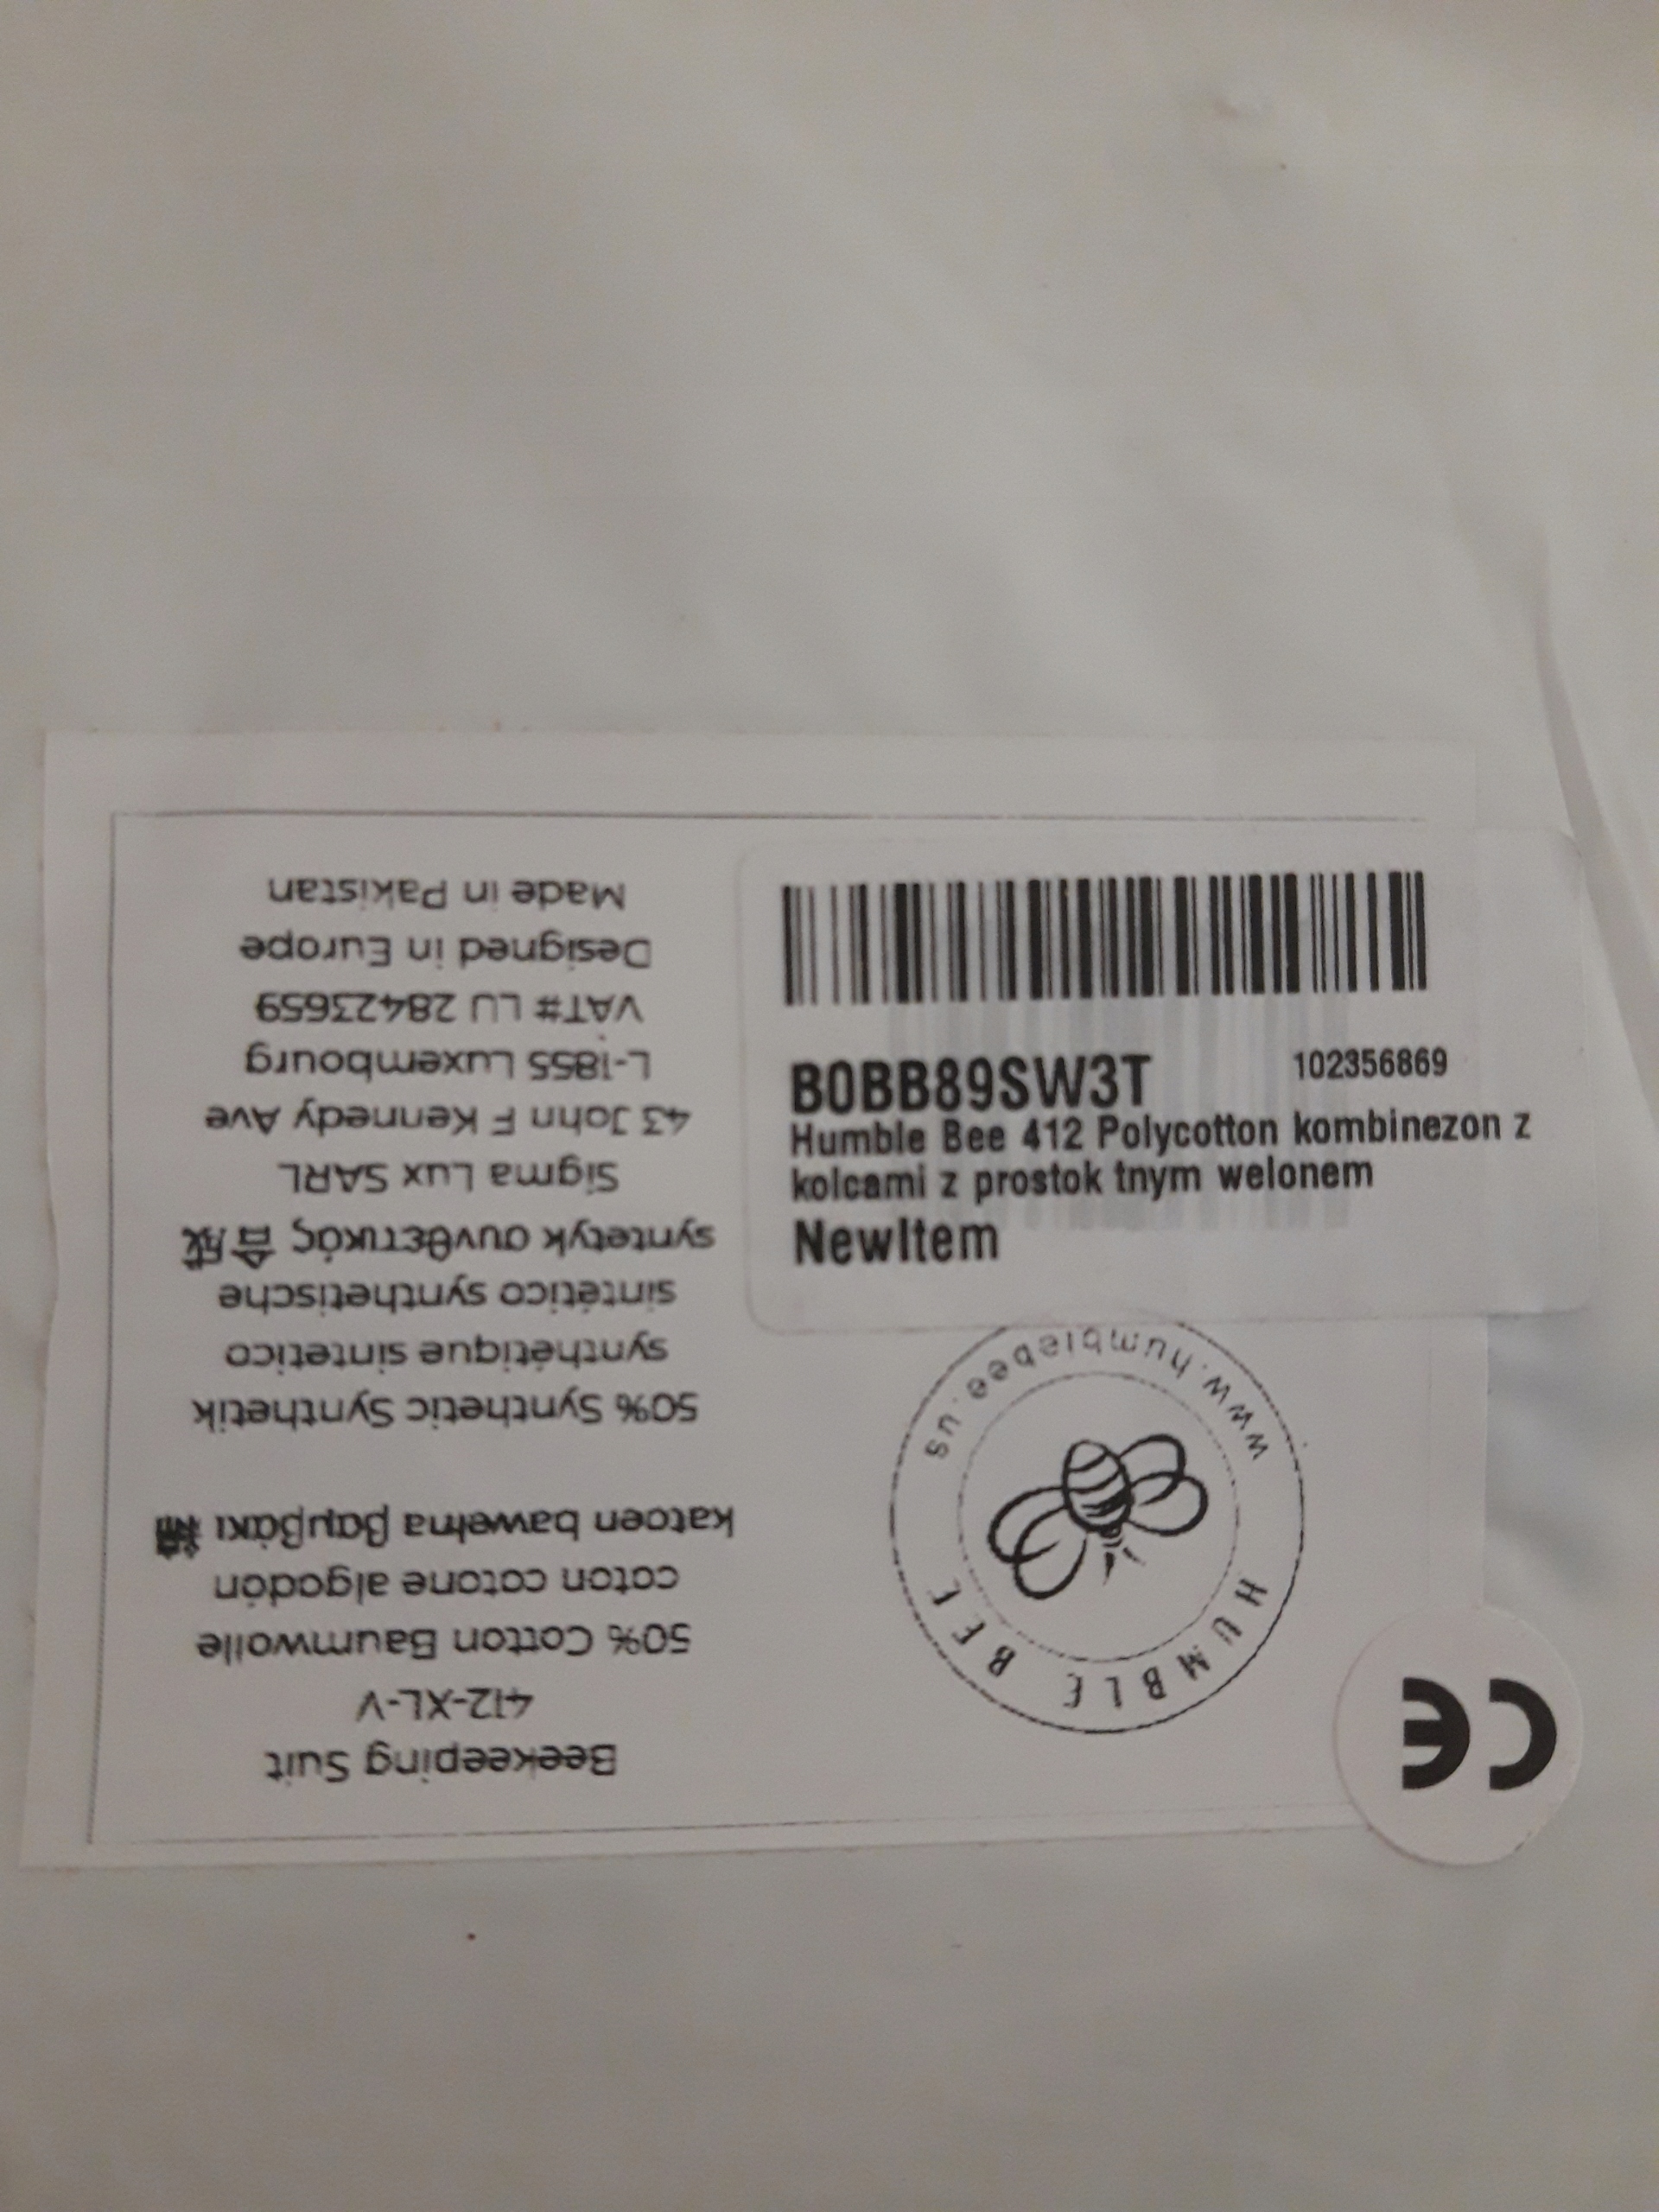 B0BB89SW3T
102356869
Humble Bee 412 Polycotton kombinezon z
kolcami z prostok tnym welonem
NewItem
Beekeeping Suit
412-XL-V
50% Cotton Baumwolle
coton cotone algodón
katoen bawełna βαμβάκι 棉
50% Synthetic Synthetik
synthétique sintetico
sintético synthetische
syntetyk συνθετικός 合成
Sigma Lux SARL
43 John F Kennedy Ave
L-1855 Luxembourg
VAT# LU 28423659
Designed in Europe
Made in Pakistan
HUMBLE BEE
www.humblebee.us
CE